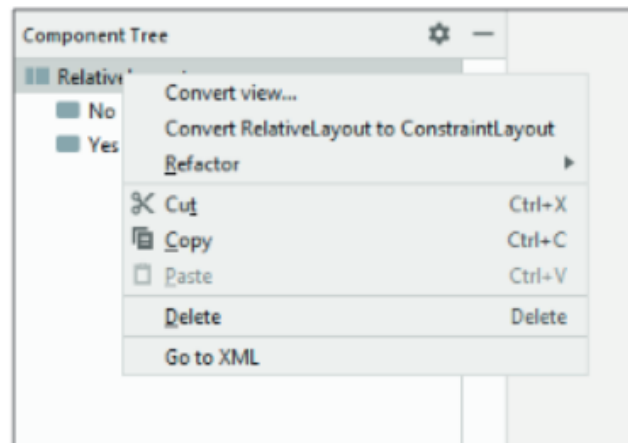 Component Tree
Relative
No
Yes
Convert view...
Convert RelativeLayout to ConstraintLayout
Refactor
Cut Ctrl+X
Copy Ctrl+C
Paste Ctrl+V
Delete Delete
Go to XML